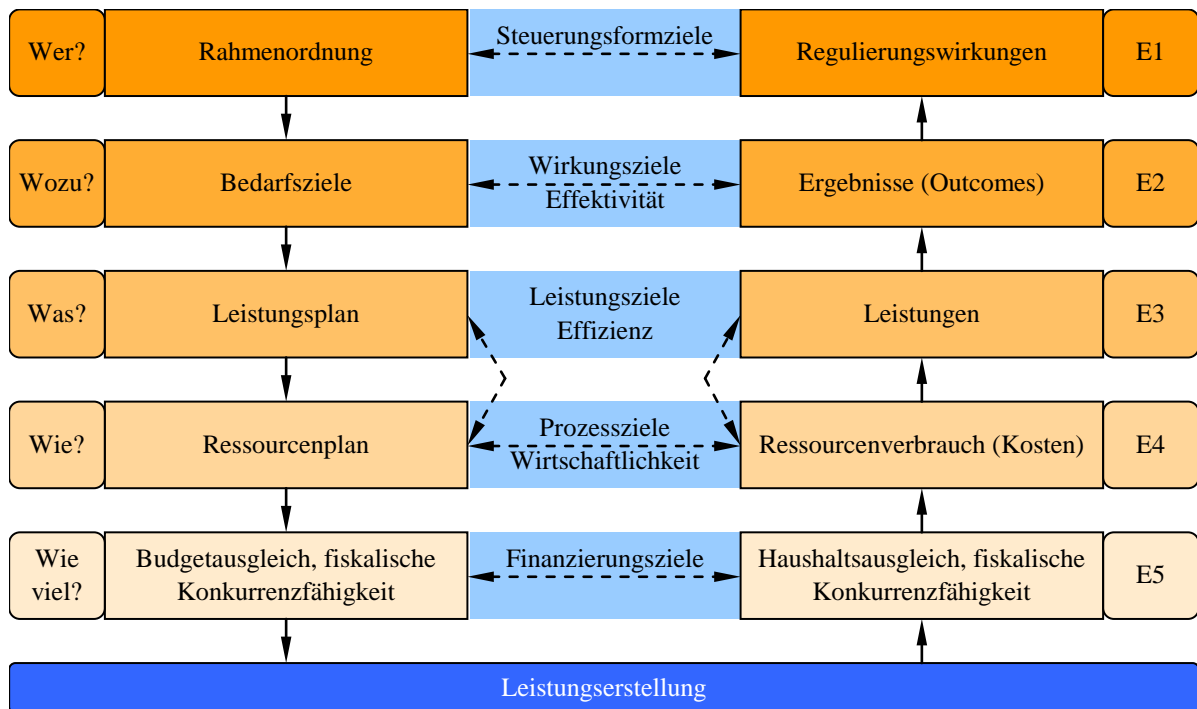 Wer?
Rahmenordnung
Steuerungsformziele
Regulierungswirkungen
E1
Wozu?
Bedarfsziele
Wirkungsziele
Effektivität
Ergebnisse (Outcomes)
E2
Was?
Leistungsplan
Leistungsziele
Effizienz
Leistungen
E3
Wie?
Ressourcenplan
Prozessziele
Wirtschaftlichkeit
Ressourcenverbrauch (Kosten)
E4
Wie
viel?
Budgetausgleich, fiskalische
Konkurrenzfähigkeit
Finanzierungsziele
Haushaltsausgleich, fiskalische
Konkurrenzfähigkeit
E5
Leistungserstellung